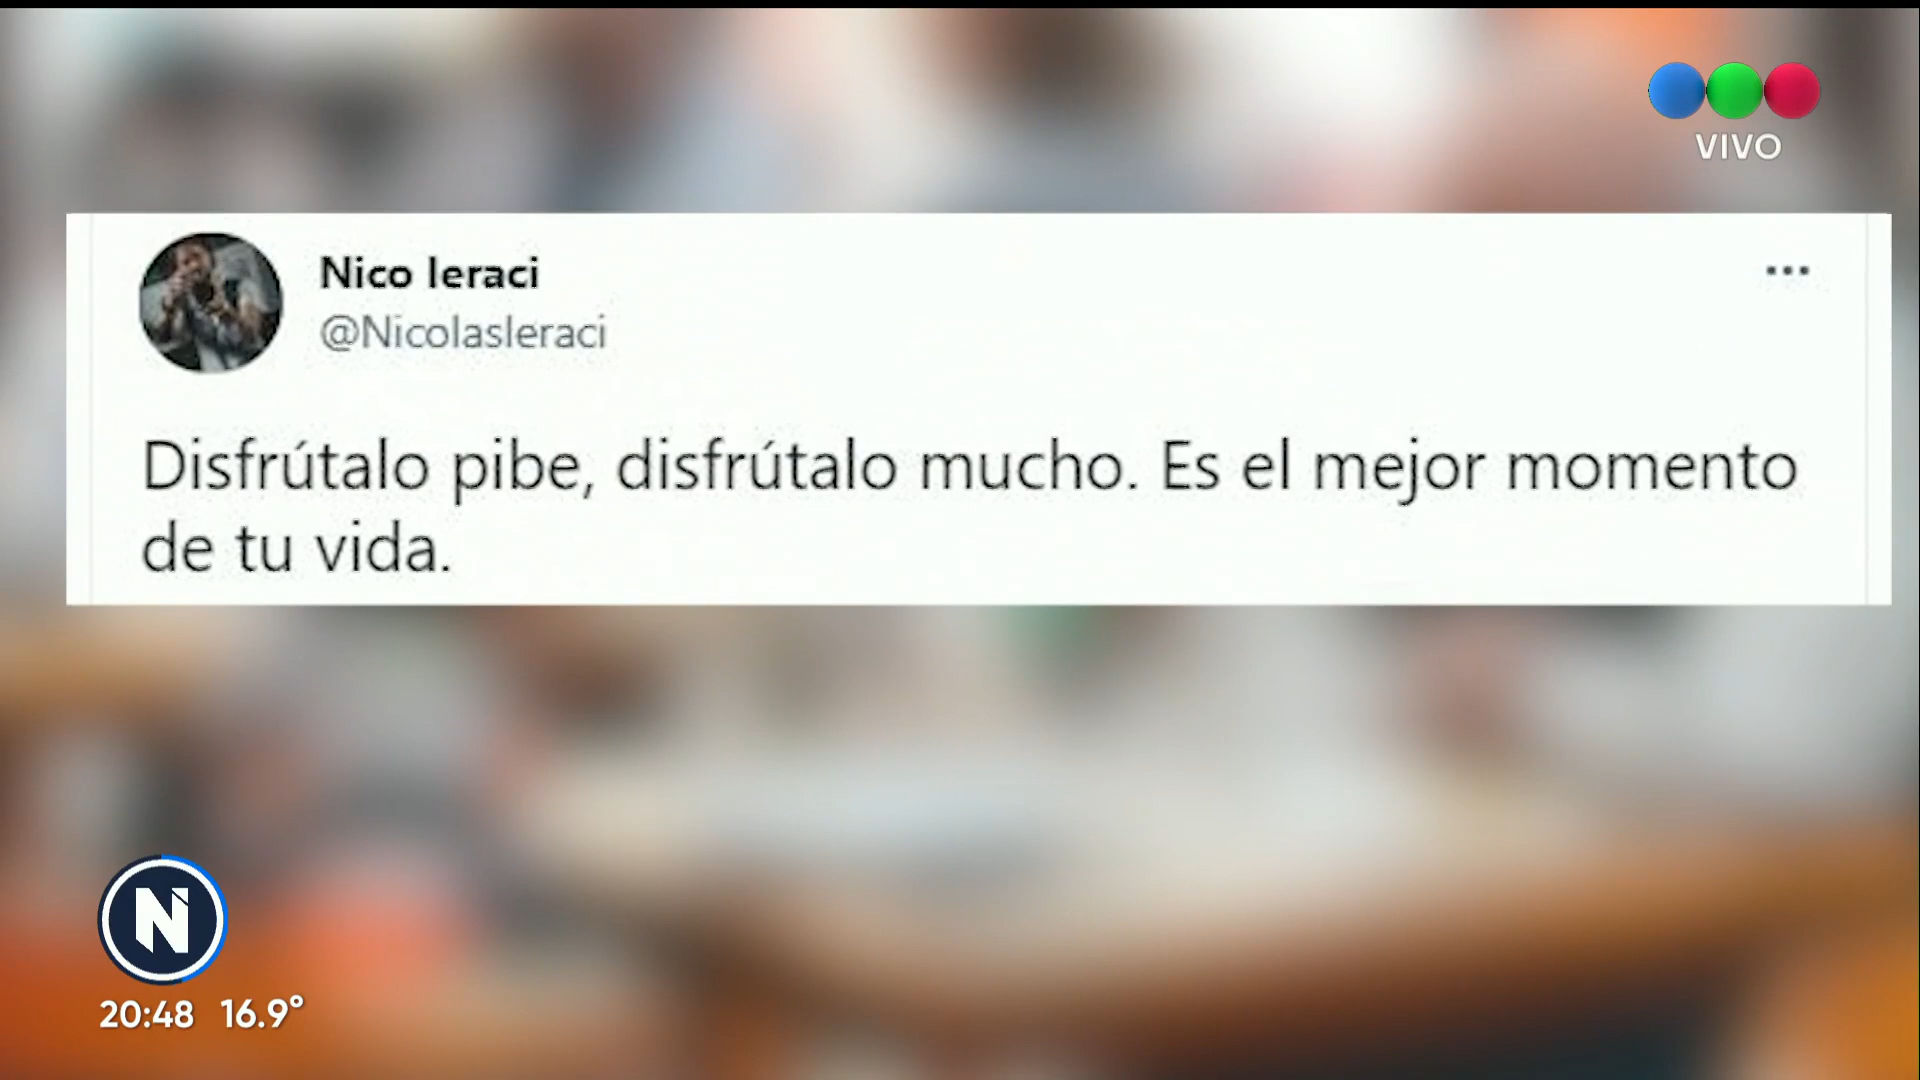 VIVO
Nico Ieraci
@NicolasIeraci
Disfrútalo pibe, disfrútalo mucho. Es el mejor momento
de tu vida.
N
20:48 16.9°